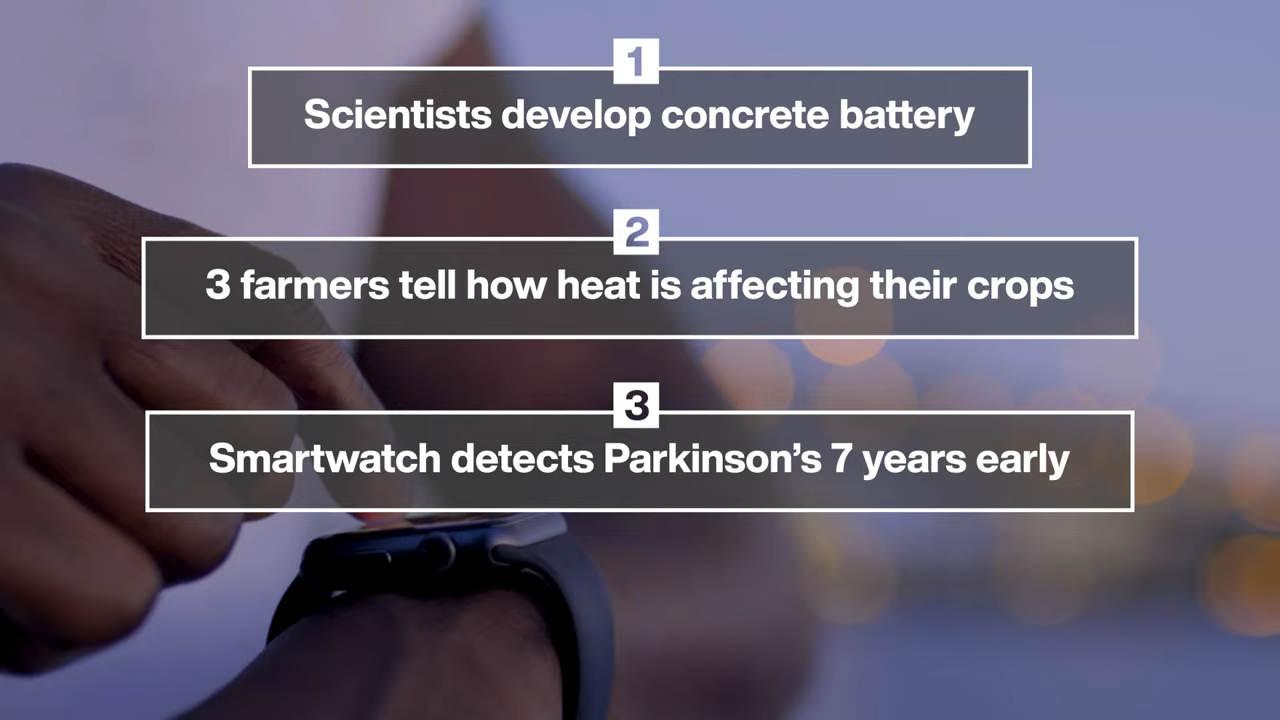 1
Scientists develop concrete battery
2
3 farmers tell how heat is affecting their crops
3
Smartwatch detects Parkinson's 7 years early